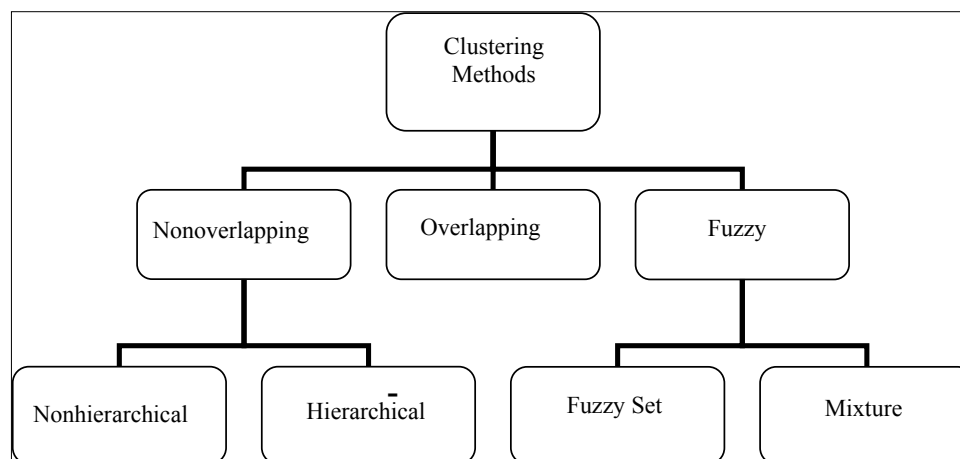 Clustering
Methods
Nonoverlapping
Overlapping
Fuzzy
Nonhierarchical
Hierarchical
Fuzzy Set
Mixture